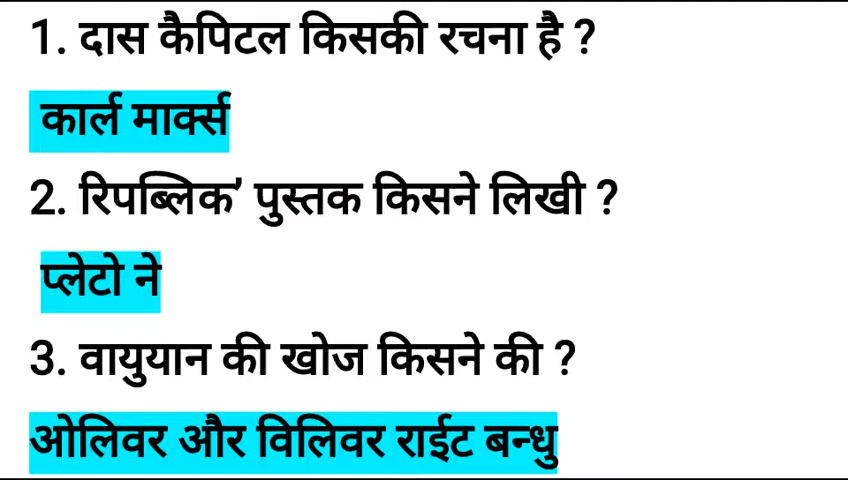 1. दास कैपिटल किसकी रचना है ?
कार्ल मार्क्स
2. रिपब्लिक’ पुस्तक किसने लिखी ?
प्लेटो ने
3. वायुयान की खोज किसने की ?
ओलिवर और विलिवर राईट बन्धु